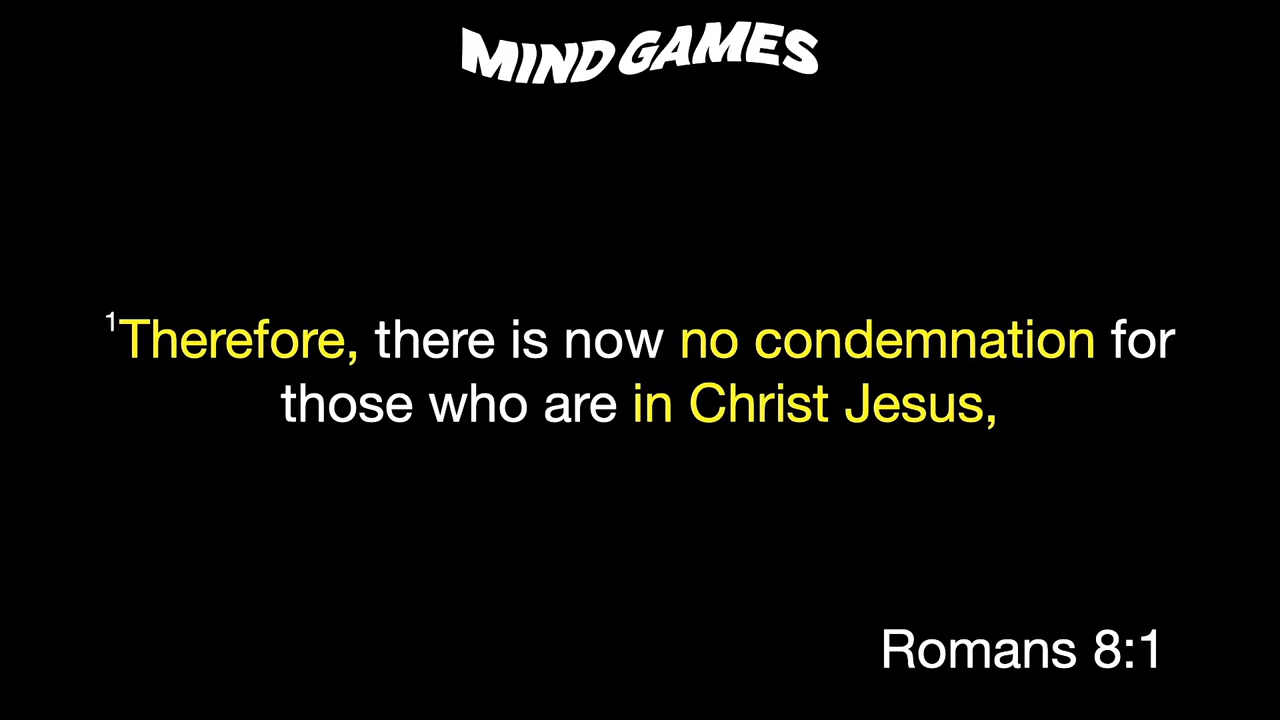 MIND GAMES
¹Therefore, there is now no condemnation for
those who are in Christ Jesus,
Romans 8:1